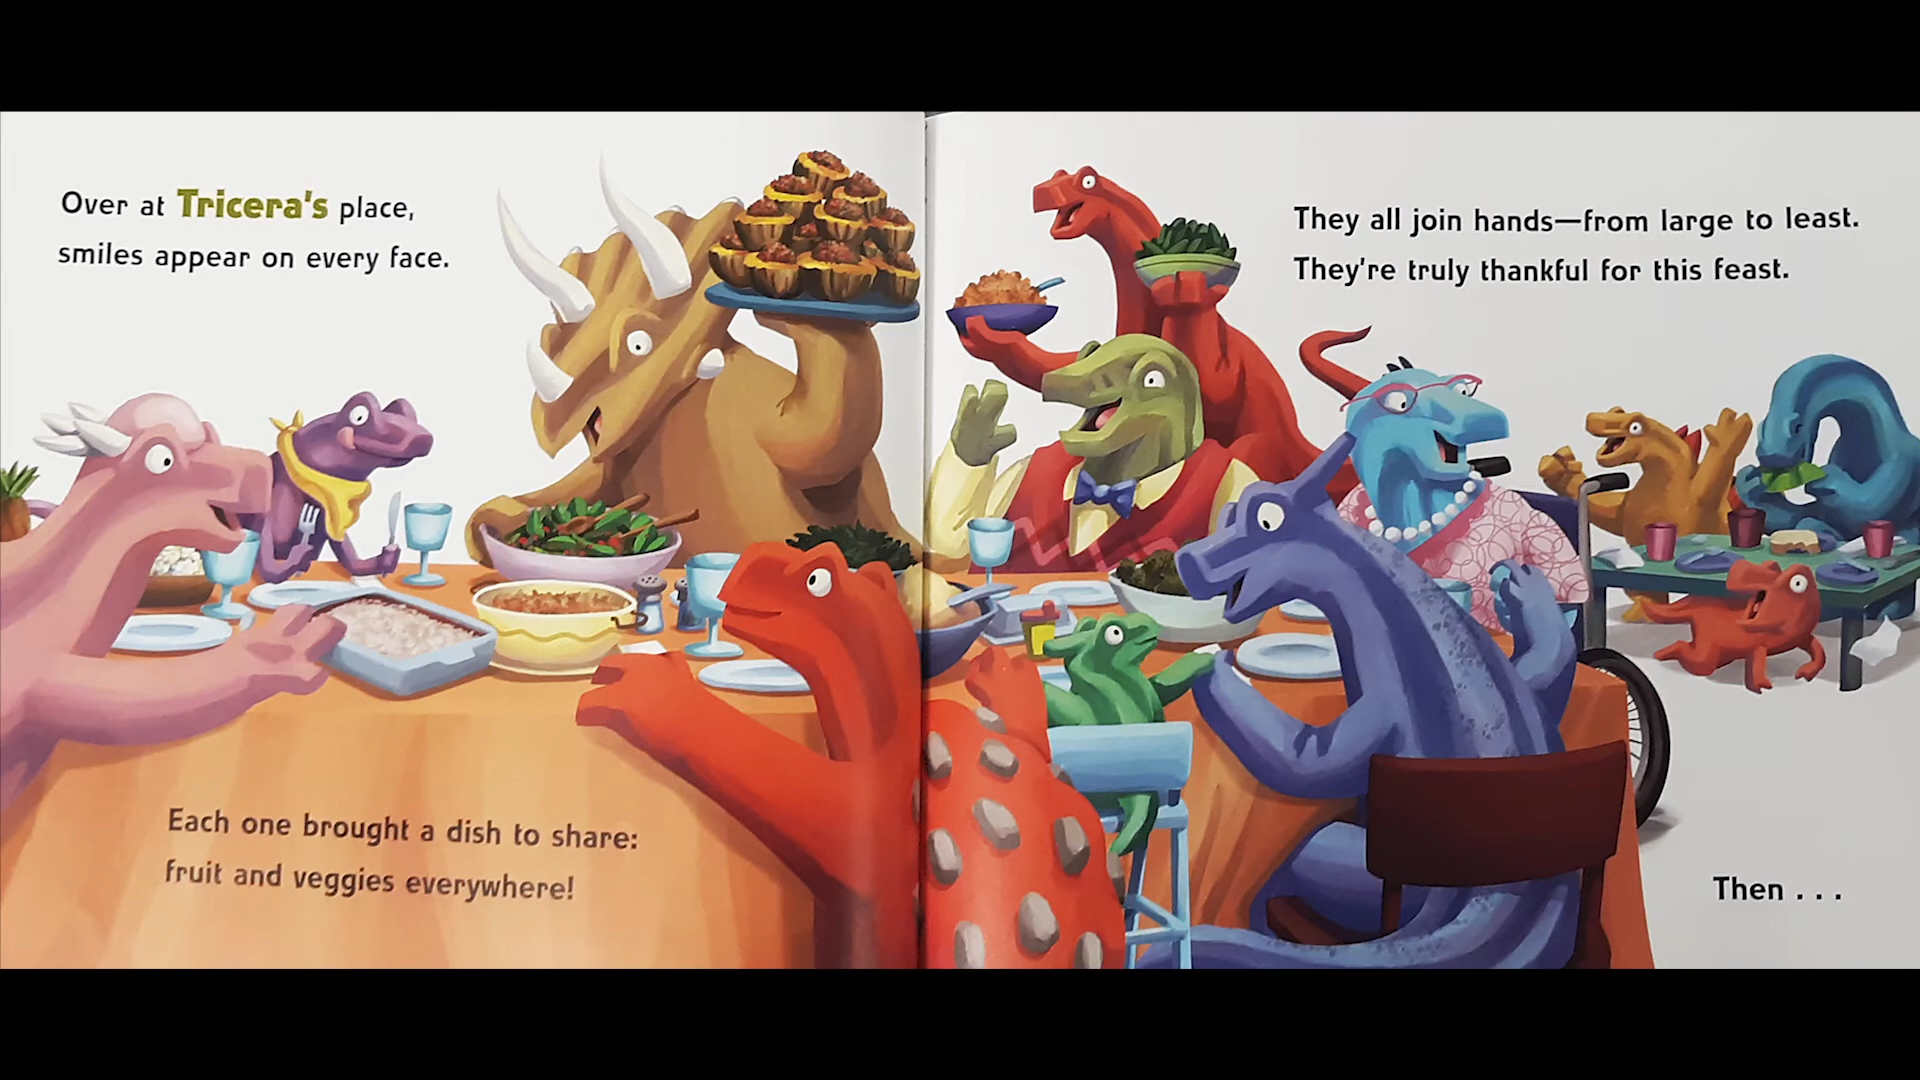 Over at Tricera's place,
smiles appear on every face.
Each one brought a dish to share:
fruit and veggies everywhere!
They all join hands—from large to least.
They're truly thankful for this feast.
Then . . .